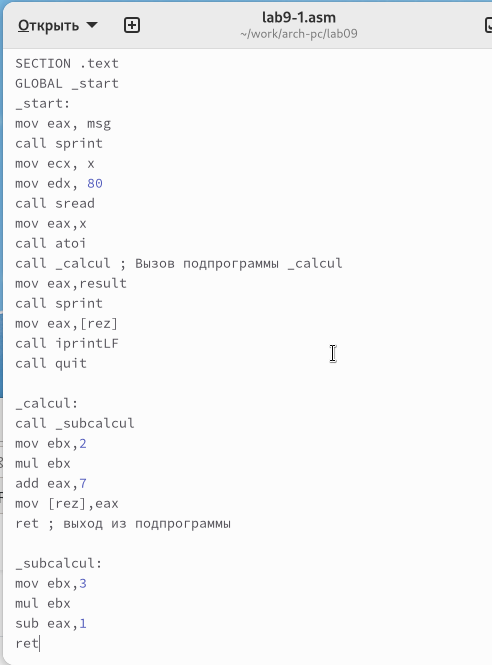 Открыть
lab9-1.asm
~/work/arch-pc/lab09
SECTION .text
GLOBAL _start
_start:
mov eax, msg
call sprint
mov ecx, x
mov edx, 80
call sread
mov eax,x
call atoi
call _calcul ; Вызов подпрограммы _calcul
mov eax,result
call sprint
mov eax,[rez]
call iprintLF
call quit

_calcul:
call _subcalcul
mov ebx,2
mul ebx
add eax,7
mov [rez],eax
ret ; выход из подпрограммы

_subcalcul:
mov ebx,3
mul ebx
sub eax,1
ret